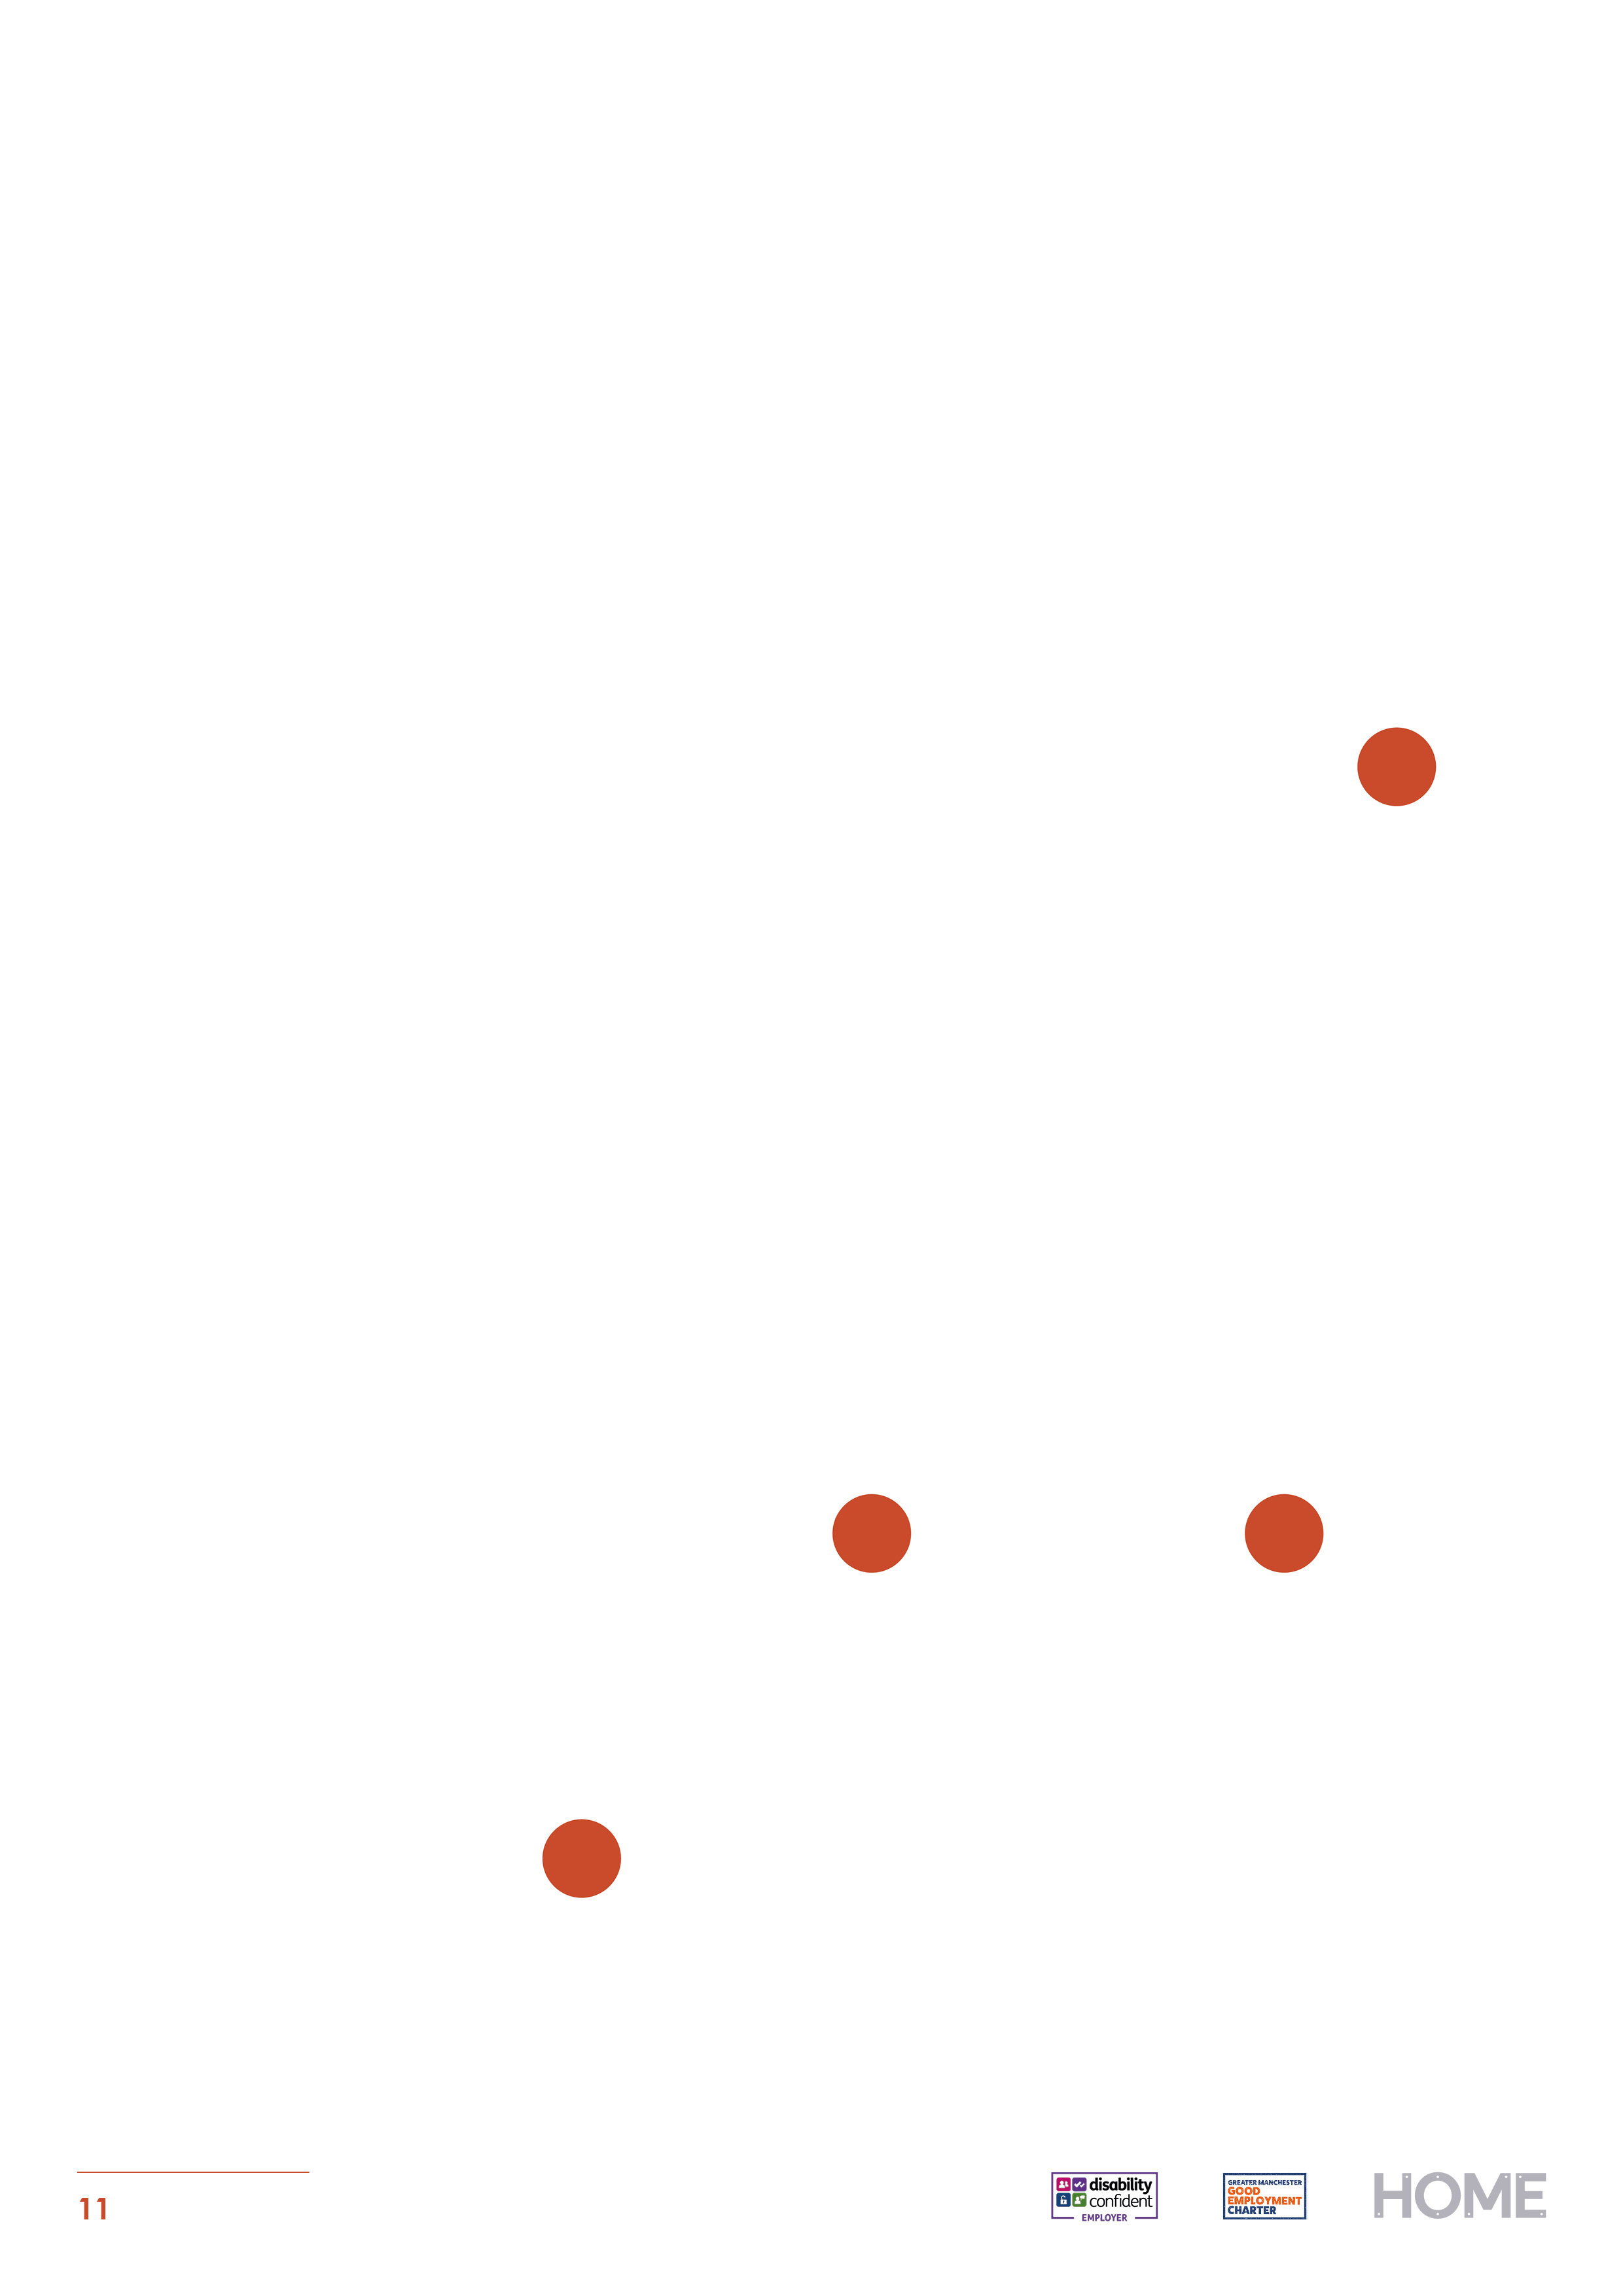 11
disability
confident
EMPLOYER
GREATER MANCHESTER
GOOD
EMPLOYMENT
CHARTER
HOME